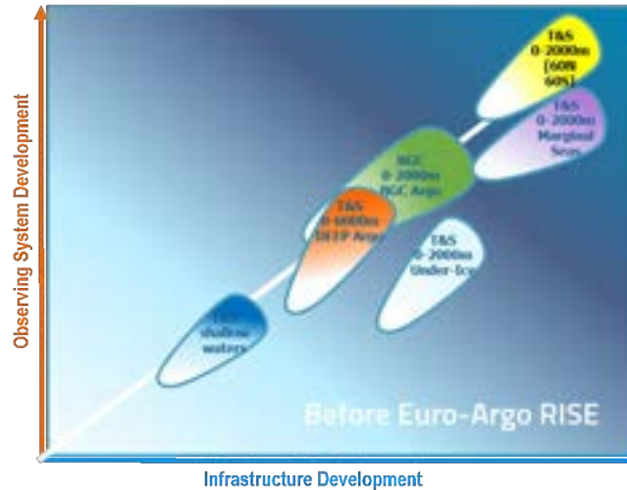 Observing System Development
T&S
0-2000m
[60N
60S]
T&S
0-2000m
Marginal
Seas
BGC
0-2000m
BGC Argo
T&S
0-6000m
DEEP Argo
T&S
0-2000m
Under-Ice
T&S
shallow
waters
Before Euro-Argo RISE
Infrastructure Development